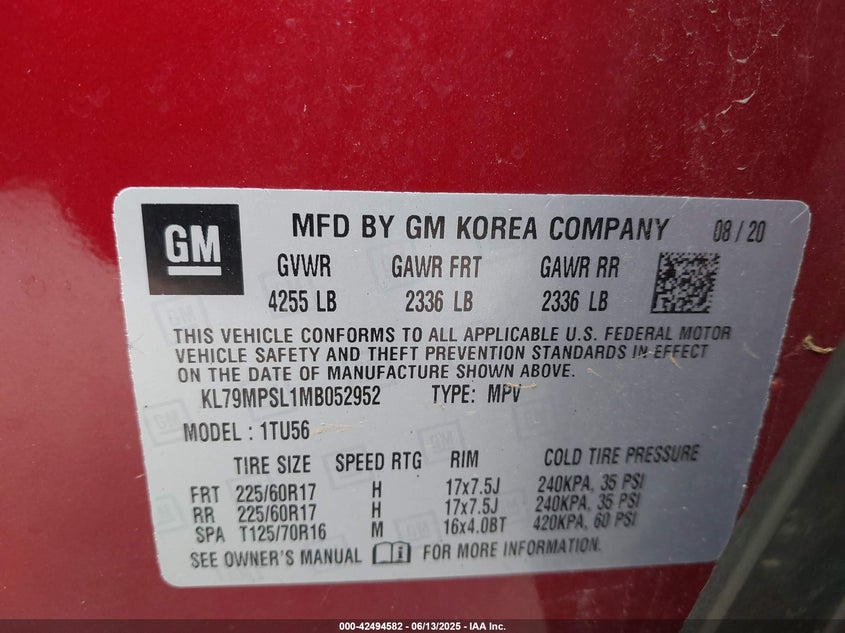 GM
MFD BY GM KOREA COMPANY 08 / 20
GVWR GAWR FRT GAWR RR
4255 LB 2336 LB 2336 LB
THIS VEHICLE CONFORMS TO ALL APPLICABLE U.S. FEDERAL MOTOR
VEHICLE SAFETY AND THEFT PREVENTION STANDARDS IN EFFECT
ON THE DATE OF MANUFACTURE SHOWN ABOVE.
KL79MPSL1MB052952 TYPE: MPV
MODEL : 1TU56
TIRE SIZE SPEED RTG RIM COLD TIRE PRESSURE
FRT 225/60R17 H 17x7.5J 240KPA, 35 PSI
RR 225/60R17 H 17x7.5J 240KPA, 35 PSI
SPA T125/70R16 M 16x4.0BT 420KPA, 60 PSI
SEE OWNER'S MANUAL FOR MORE INFORMATION.
000-42494582 - 06/13/2025 - IAA Inc.